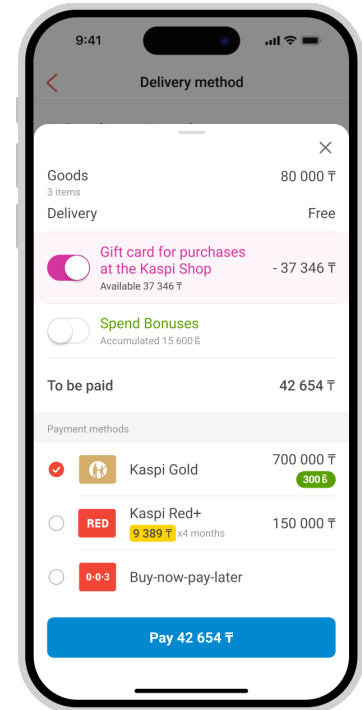 9:41
Delivery method
Goods 80 000 ₸
3 items
Delivery Free
Gift card for purchases
at the Kaspi Shop - 37 346 ₸
Available 37 346 ₸
Spend Bonuses
Accumulated 15 600 Б
To be paid 42 654 ₸
Payment methods
Kaspi Gold 700 000 ₸
300 Б
RED Kaspi Red+ 150 000 ₸
9 389 ₸ x4 months
0·0·3 Buy-now-pay-later
Pay 42 654 ₸